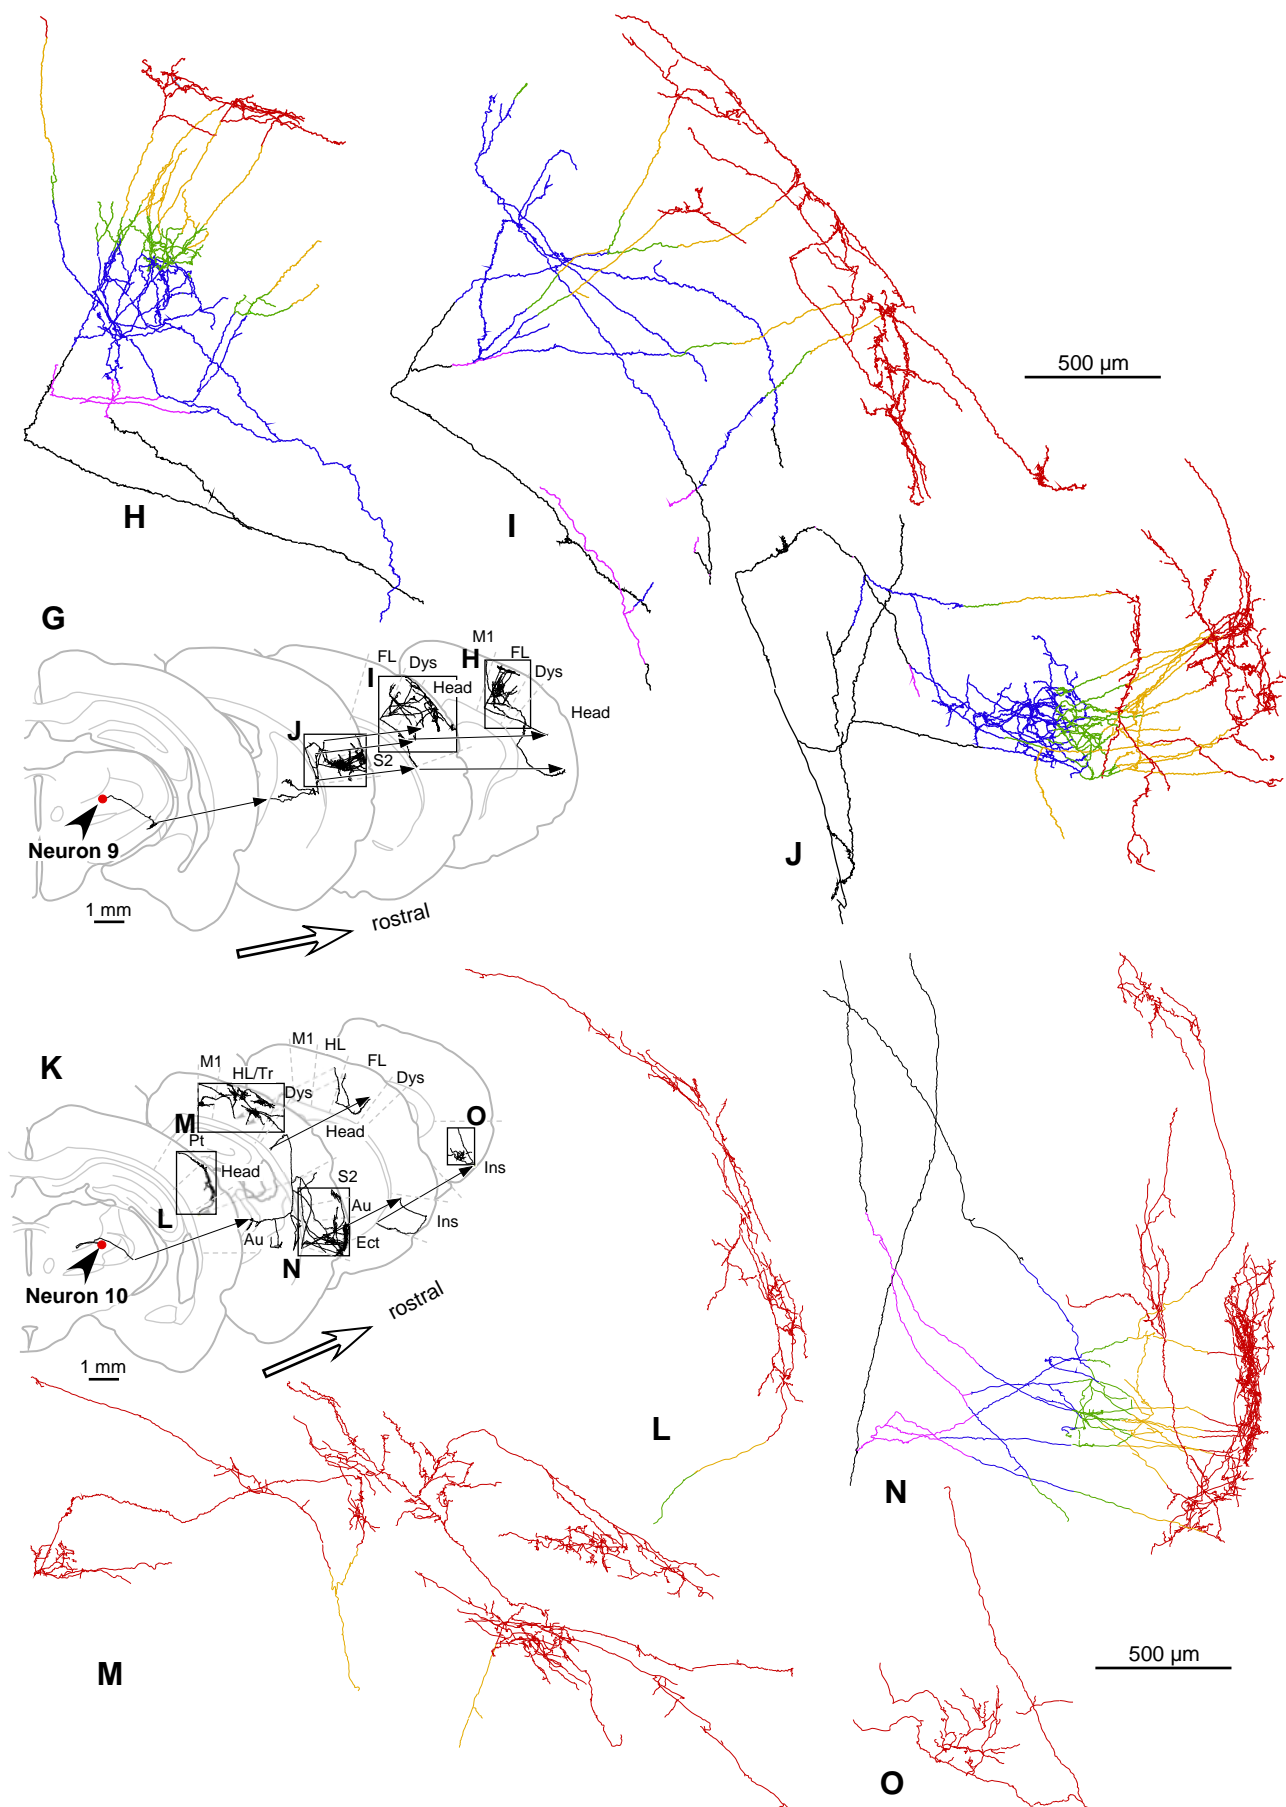 500 µm
H
I
G
M1
FL
Dys
H
FL
Dys
I
Head
Head
J
S2
Neuron 9
J
1 mm
rostral
K
M1
HL
M1
FL
HL/Tr
Dys
Dys
O
M
Head
Pt
Head
Ins
S2
L
Au
Au
Ins
Ect
N
Neuron 10
rostral
1 mm
L
N
M
500 µm
O